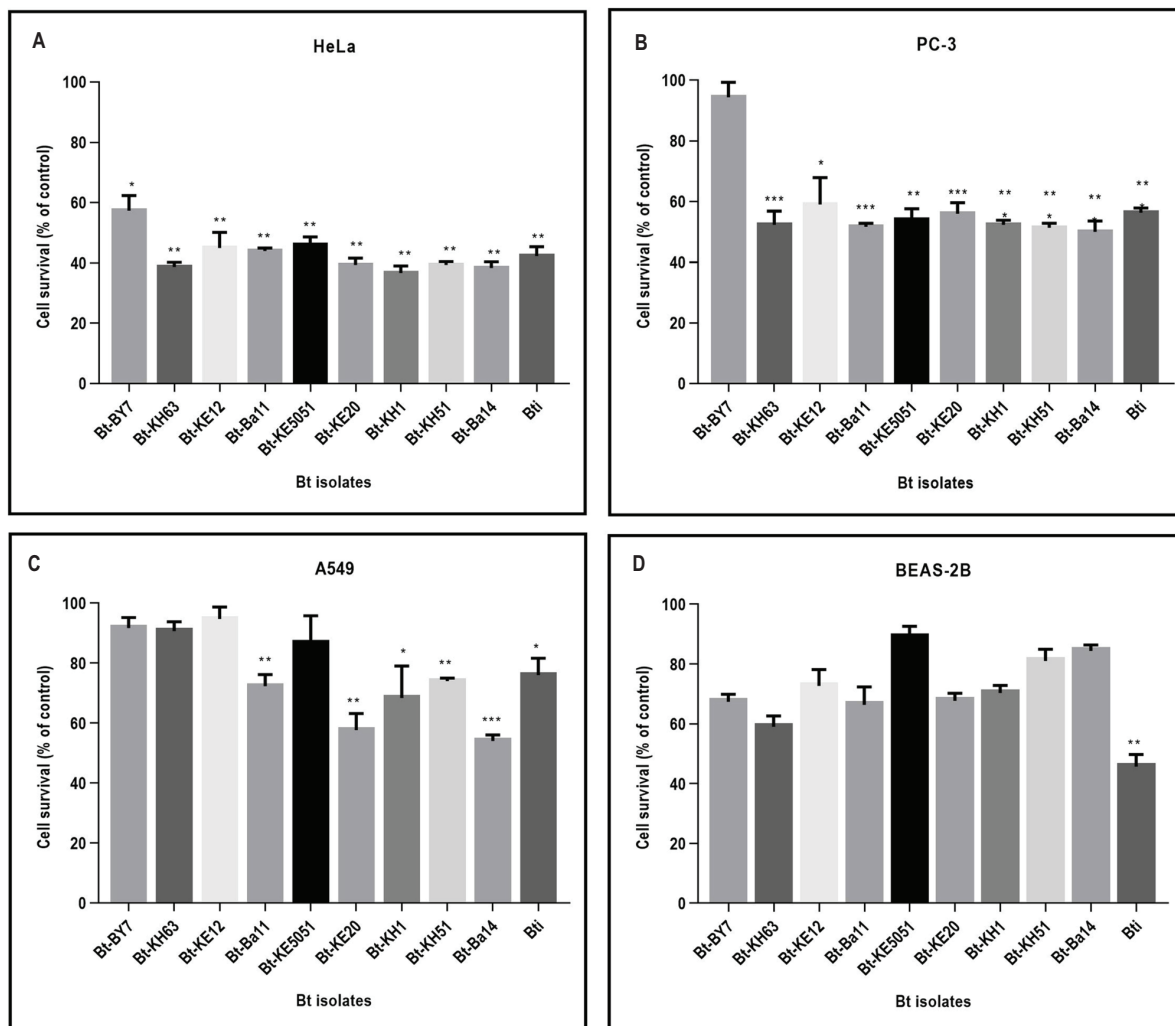 A
HeLa
Cell survival (% of control)
100
80
60
40
20
0
*
**
**
**
**
**
**
**
**
**
Bt-BY7
Bt-KH63
Bt-KE12
Bt-Ba11
Bt-KE5051
Bt-KE20
Bt-KH1
Bt-KH51
Bt-Ba14
Bti
Bt isolates
B
PC-3
Cell survival (% of control)
100
80
60
40
20
0
***
*
***
**
***
**
*
**
*
**
*
**
*
Bt-BY7
Bt-KH63
Bt-KE12
Bt-Ba11
Bt-KE5051
Bt-KE20
Bt-KH1
Bt-KH51
Bt-Ba14
Bti
Bt isolates
C
A549
Cell survival (% of control)
100
80
60
40
20
0
**
**
*
**
***
*
Bt-BY7
Bt-KH63
Bt-KE12
Bt-Ba11
Bt-KE5051
Bt-KE20
Bt-KH1
Bt-KH51
Bt-Ba14
Bti
Bt isolates
D
BEAS-2B
Cell survival (% of control)
100
80
60
40
20
0
**
Bt-BY7
Bt-KH63
Bt-KE12
Bt-Ba11
Bt-KE5051
Bt-KE20
Bt-KH1
Bt-KH51
Bt-Ba14
Bti
Bt isolates